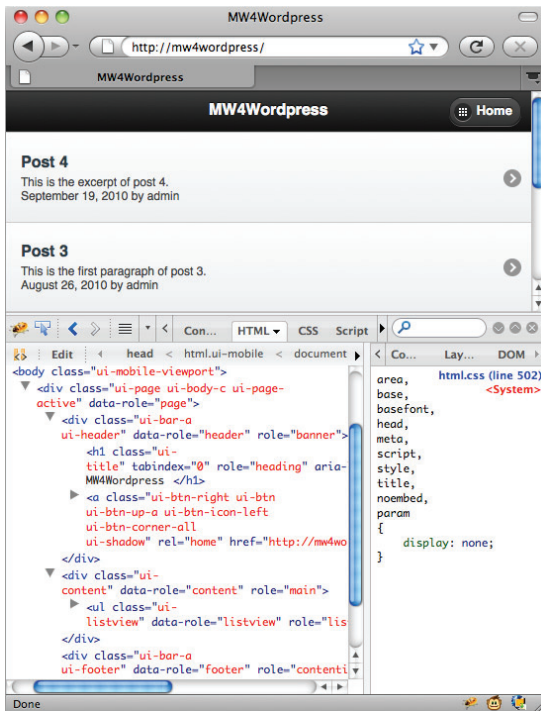 MW4Wordpress
http://mw4wordpress/
MW4Wordpress
MW4Wordpress
Home
Post 4
This is the excerpt of post 4.
September 19, 2010 by admin
Post 3
This is the first paragraph of post 3.
August 26, 2010 by admin
Con... HTML CSS Script
Edit head < html.ui-mobile < document
Co... Lay... DOM
<body class="ui-mobile-viewport">
<div class="ui-page ui-body-c ui-page-
active" data-role="page">
<div class="ui-bar-a
ui-header" data-role="header" role="banner">
<h1 class="ui-
title" tabindex="0" role="heading" aria-
MW4Wordpress </h1>
<a class="ui-btn-right ui-btn
ui-btn-up-a ui-btn-icon-left
ui-btn-corner-all
ui-shadow" rel="home" href="http://mw4wo
</div>
<div class="ui-
content" data-role="content" role="main">
<ul class="ui-
listview" data-role="listview" role="lis
</div>
<div class="ui-bar-a
ui-footer" data-role="footer" role="contenti
area, html.css (line 502)
base, <System>
basefont,
head,
meta,
script,
style,
title,
noembed,
param
{
display: none;
}
Done